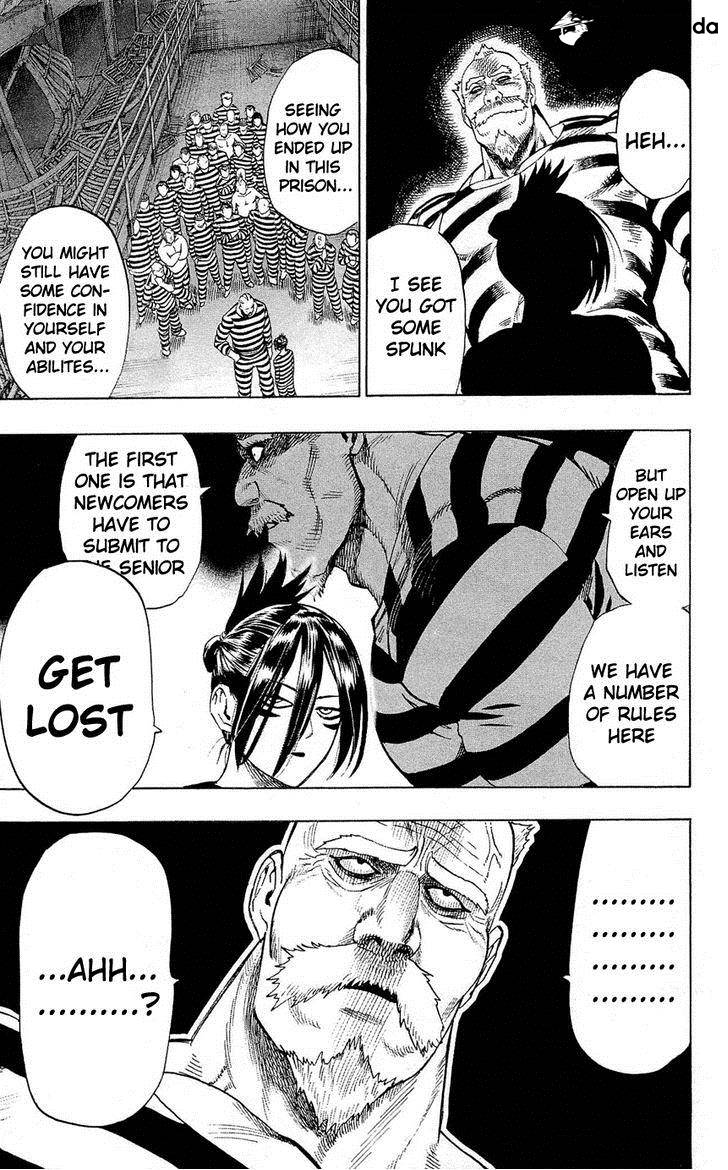 da
HEH...
I SEE
YOU GOT
SOME
SPUNK
SEEING
HOW YOU
ENDED UP
IN THIS
PRISON...
YOU MIGHT
STILL HAVE
SOME CON-
FIDENCE IN
YOURSELF
AND YOUR
ABILITES...
BUT
OPEN UP
YOUR
EARS
AND
LISTEN
WE HAVE
A NUMBER
OF RULES
HERE
THE FIRST
ONE IS THAT
NEWCOMERS
HAVE TO
SUBMIT TO
SENIOR
GET
LOST
..........
..........
..........
..........
...AHH...
..........?